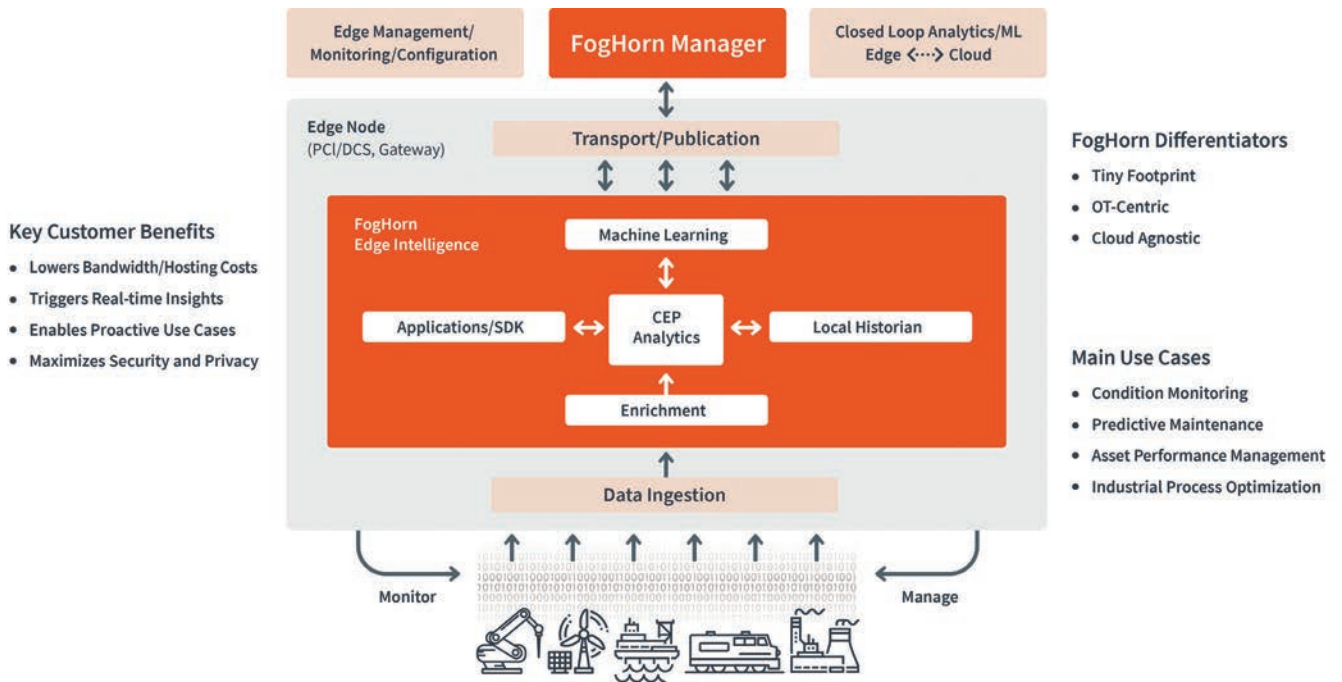 Edge Management/
Monitoring/Configuration
FogHorn Manager
Closed Loop Analytics/ML
Edge <····> Cloud
Edge Node
(PCI/DCS, Gateway)
Transport/Publication
FogHorn
Edge Intelligence
Machine Learning
Applications/SDK
CEP
Analytics
Local Historian
Enrichment
Data Ingestion
Monitor
Manage
Key Customer Benefits
• Lowers Bandwidth/Hosting Costs
• Triggers Real-time Insights
• Enables Proactive Use Cases
• Maximizes Security and Privacy
FogHorn Differentiators
• Tiny Footprint
• OT-Centric
• Cloud Agnostic
Main Use Cases
• Condition Monitoring
• Predictive Maintenance
• Asset Performance Management
• Industrial Process Optimization